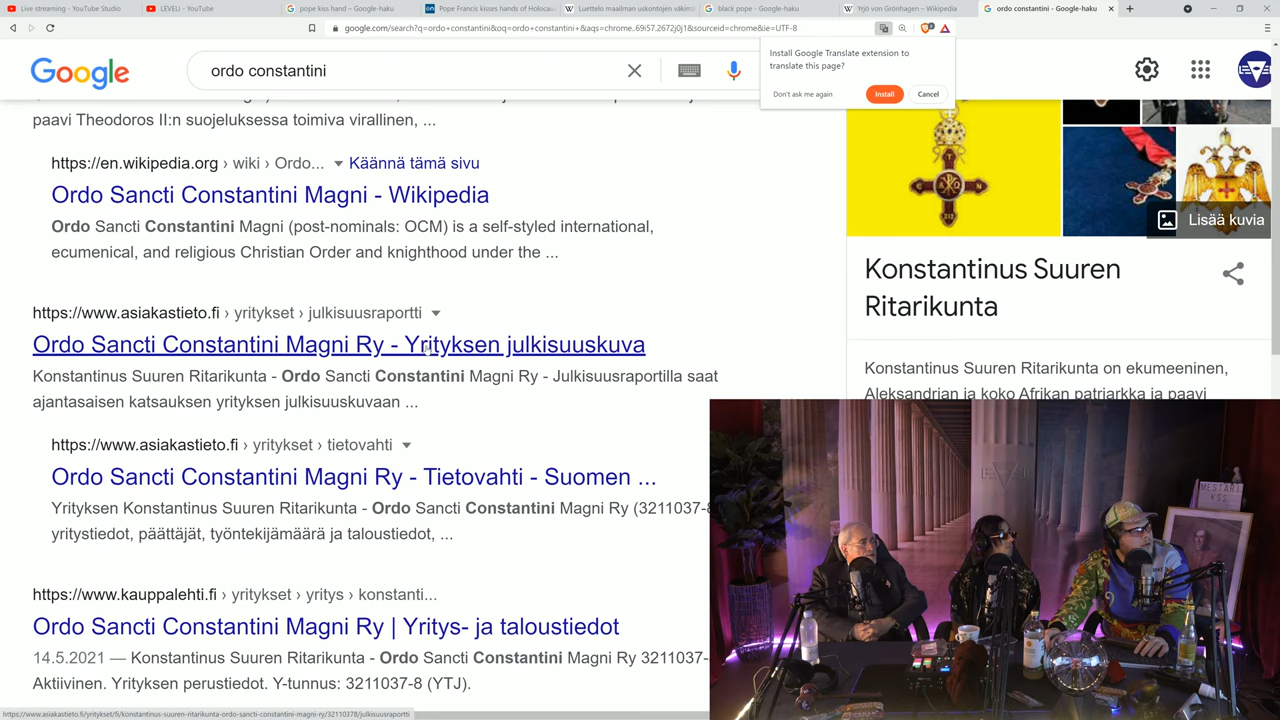 Live streaming - YouTube Studio
LEVELI - YouTube
pope kiss hand - Google-haku
Pope Francis kisses hands of Holocau
Luettelo maailman uskontojen väkim
black pope - Google-haku
Yrjö von Grönhagen – Wikipedia
ordo constantini - Google-haku
google.com/search?q=ordo+constantini&oq=ordo+constantini+&aqs=chrome..69i57.2672j0j1&sourceid=chrome&ie=UTF-8
Google
ordo constantini
Install Google Translate extension to
translate this page?
Don't ask me again
Install
Cancel
paavi Theodoros II:n suojeluksessa toimiva virallinen, ...
https://en.wikipedia.org › wiki › Ordo... Käännä tämä sivu
Ordo Sancti Constantini Magni - Wikipedia
Ordo Sancti Constantini Magni (post-nominals: OCM) is a self-styled international,
ecumenical, and religious Christian Order and knighthood under the ...
https://www.asiakastieto.fi › yritykset › julkisuusraportti
Ordo Sancti Constantini Magni Ry - Yrityksen julkisuuskuva
Konstantinus Suuren Ritarikunta - Ordo Sancti Constantini Magni Ry - Julkisuusraportilla saat
ajantasaisen katsauksen yrityksen julkisuuskuvaan ...
https://www.asiakastieto.fi › yritykset › tietovahti
Ordo Sancti Constantini Magni Ry - Tietovahti - Suomen ...
Yrityksen Konstantinus Suuren Ritarikunta - Ordo Sancti Constantini Magni Ry (3211037-8
yritystiedot, päättäjät, työntekijämäärä ja taloustiedot, ...
https://www.kauppalehti.fi › yritykset › yritys › konstanti...
Ordo Sancti Constantini Magni Ry | Yritys- ja taloustiedot
14.5.2021 — Konstantinus Suuren Ritarikunta - Ordo Sancti Constantini Magni Ry 3211037-
Aktiivinen. Yrityksen perustiedot. Y-tunnus: 3211037-8 (YTJ).
Lisää kuvia
Konstantinus Suuren
Ritarikunta
Konstantinus Suuren Ritarikunta on ekumeeninen,
Aleksandrian ja koko Afrikan patriarkka ja paavi
MESTARI
KSS
https://www.asiakastieto.fi/yritykset/fi/konstantinus-suuren-ritarikunta-ordo-sancti-constantini-magni-ry/32110378/julkisuusraportti